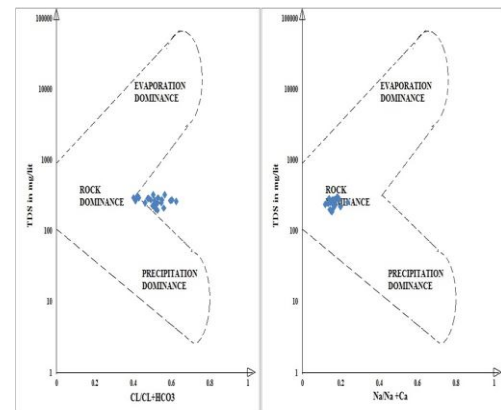 100000
10000
1000
100
10
1
TDS in mg/lit
EVAPORATION
DOMINANCE
ROCK
DOMINANCE
PRECIPITATION
DOMINANCE
0
0.2
0.4
0.6
0.8
1
CL/CL+HCO3
100000
10000
1000
100
10
1
TDS in mg/lit
EVAPORATION
DOMINANCE
ROCK
INANCE
PRECIPITATION
DOMINANCE
0
0.2
0.4
0.6
0.8
1
Na/Na +Ca